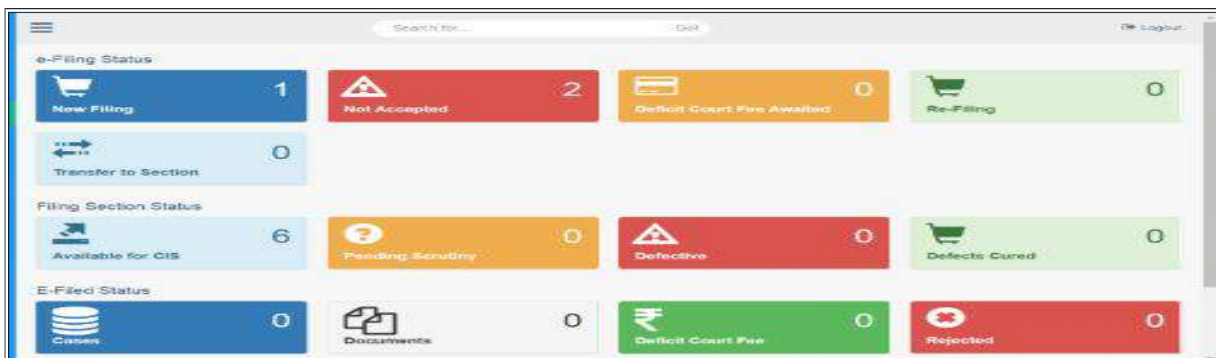 Search for... Go! Logout
e-Filing Status
1 2 0 0
New Filing Not Accepted Deficit Court Fee Awaited Re-Filing
0
Transfer to Section
Filing Section Status
6 0 0 0
Available for CIS Pending Scrutiny Defective Defects Cured
E-Filed Status
0 0 ₹ 0 0
Cases Documents Deficit Court Fee Rejected